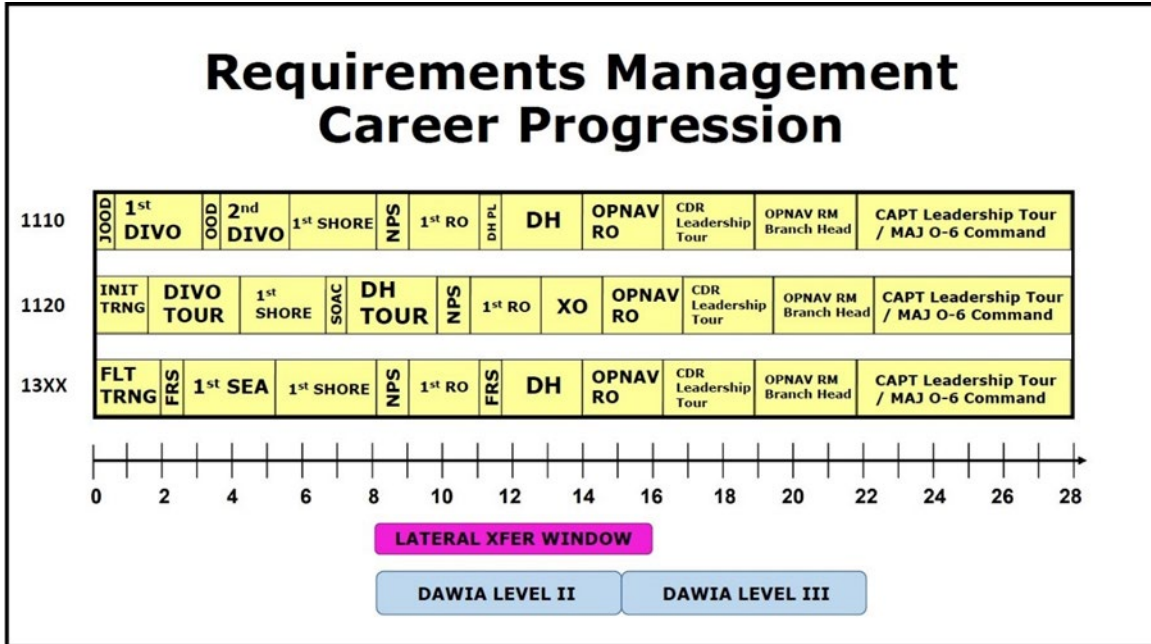 Requirements Management
Career Progression
1110
JOOD
1st
DIVO
OOD
2nd
DIVO
1st SHORE
NPS
1st RO
DH PL
DH
OPNAV
RO
CDR
Leadership
Tour
OPNAV RM
Branch Head
CAPT Leadership Tour
/ MAJ O-6 Command
1120
INIT
TRNG
DIVO
TOUR
1st
SHORE
SOAC
DH
TOUR
NPS
1st RO
XO
OPNAV
RO
CDR
Leadership
Tour
OPNAV RM
Branch Head
CAPT Leadership Tour
/ MAJ O-6 Command
13XX
FLT
TRNG
FRS
1st SEA
1st SHORE
NPS
1st RO
FRS
DH
OPNAV
RO
CDR
Leadership
Tour
OPNAV RM
Branch Head
CAPT Leadership Tour
/ MAJ O-6 Command
0 2 4 6 8 10 12 14 16 18 20 22 24 26 28
LATERAL XFER WINDOW
DAWIA LEVEL II
DAWIA LEVEL III